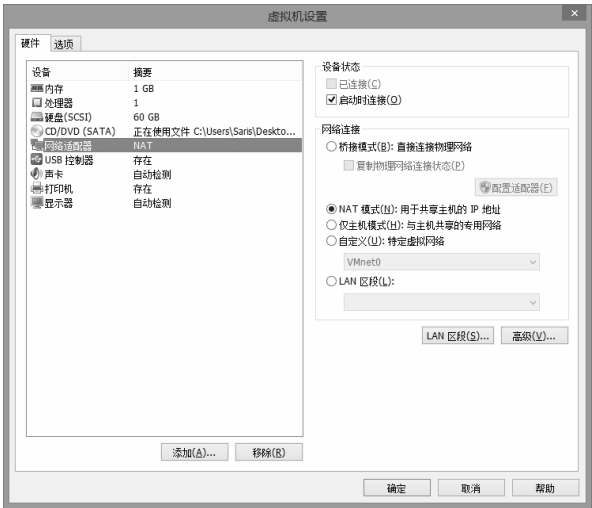 虚拟机设置
硬件 选项
设备 摘要
内存 1 GB
处理器 1
硬盘(SCSI) 60 GB
CD/DVD (SATA) 正在使用文件 C:\Users\Saris\Deskto...
网络适配器 NAT
USB 控制器 存在
声卡 自动检测
打印机 存在
显示器 自动检测
添加(A)... 移除(R)
设备状态
已连接(C)
启动时连接(O)
网络连接
桥接模式(B): 直接连接物理网络
复制物理网络连接状态(P)
配置适配器(E)
NAT 模式(N): 用于共享主机的 IP 地址
仅主机模式(H): 与主机共享的专用网络
自定义(U): 特定虚拟网络
VMnet0
LAN 区段(L):
LAN 区段(S)... 高级(V)...
确定 取消 帮助